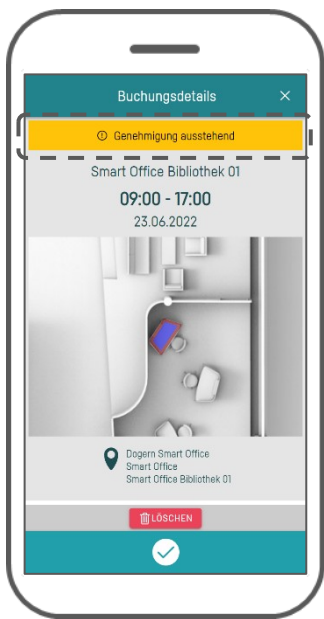 Buchungsdetails
Genehmigung ausstehend
Smart Office Bibliothek 01
09:00 - 17:00
23.06.2022
Dogern Smart Office
Smart Office
Smart Office Bibliothek 01
LÖSCHEN